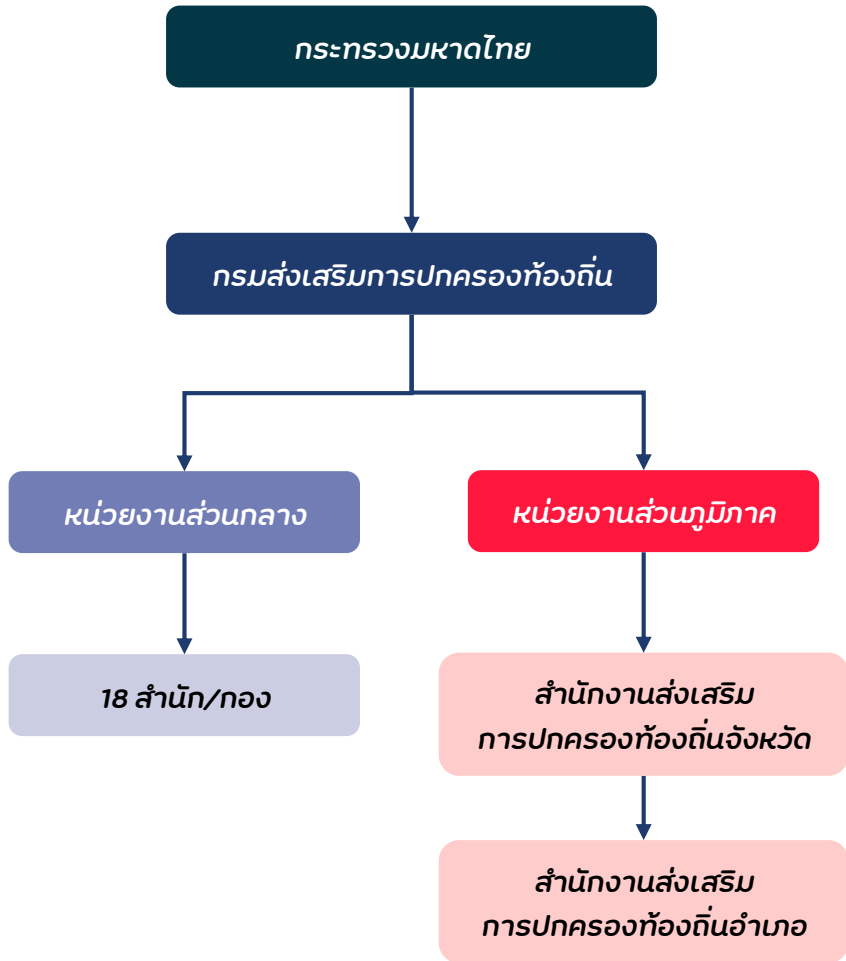 กระทรวงมหาดไทย
กรมส่งเสริมการปกครองท้องถิ่น
หน่วยงานส่วนกลาง
หน่วยงานส่วนภูมิภาค
18 สำนัก/กอง
สำนักงานส่งเสริม
การปกครองท้องถิ่นจังหวัด
สำนักงานส่งเสริม
การปกครองท้องถิ่นอำเภอ